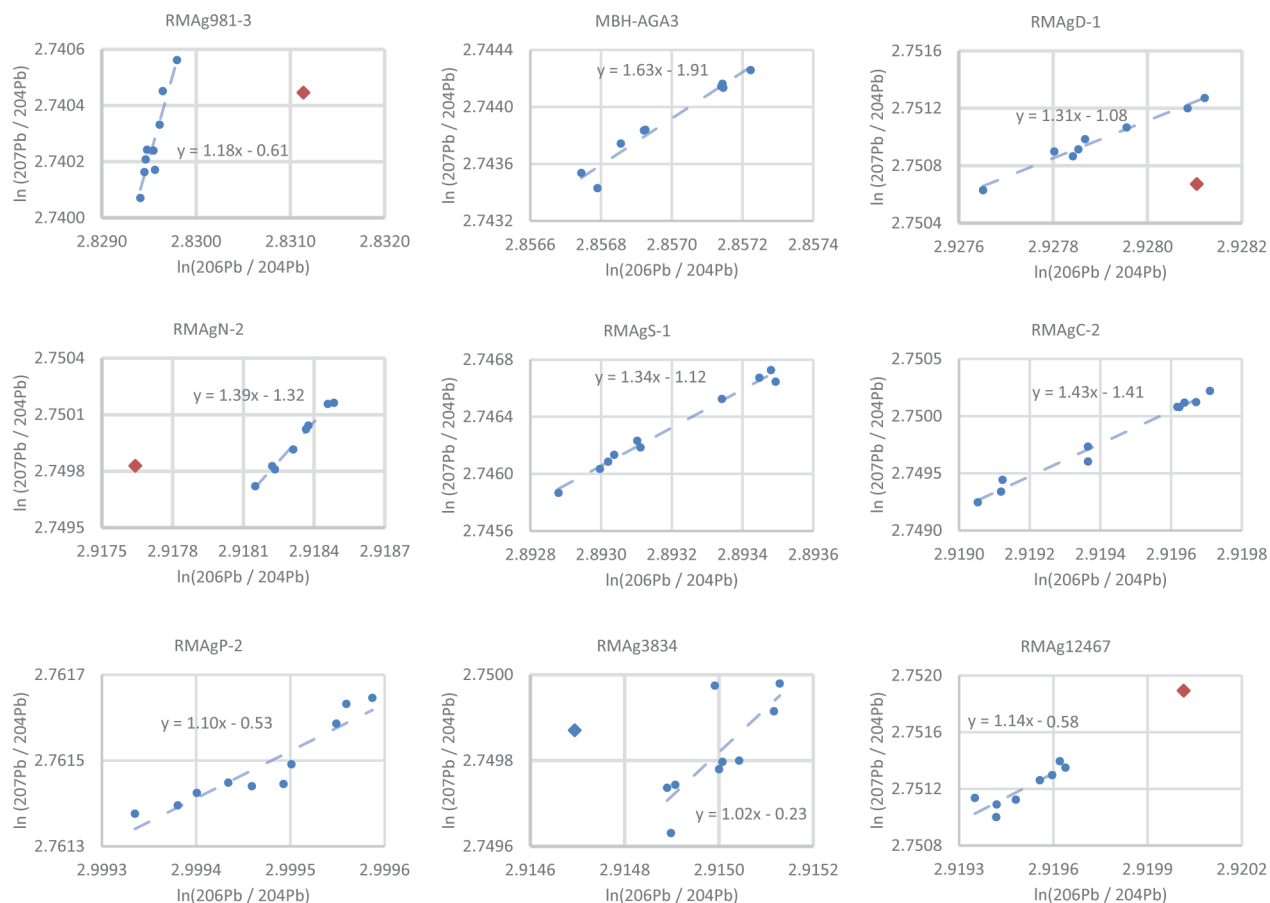 RMAg981-3
ln (207Pb / 204Pb)
2.7406
2.7404
2.7402
2.7400
y = 1.18x - 0.61
2.8290 2.8300 2.8310 2.8320
ln(206Pb / 204Pb)
MBH-AGA3
ln (207Pb / 204Pb)
2.7444
2.7440
2.7436
2.7432
y = 1.63x - 1.91
2.8566 2.8568 2.8570 2.8572 2.8574
ln(206Pb / 204Pb)
RMAgD-1
ln (207Pb / 204Pb)
2.7516
2.7512
2.7508
2.7504
y = 1.31x - 1.08
2.9276 2.9278 2.9280 2.9282
ln(206Pb / 204Pb)
RMAgN-2
ln (207Pb / 204Pb)
2.7504
2.7501
2.7498
2.7495
y = 1.39x - 1.32
2.9175 2.9178 2.9181 2.9184 2.9187
ln(206Pb / 204Pb)
RMAgS-1
ln (207Pb / 204Pb)
2.7468
2.7464
2.7460
2.7456
y = 1.34x - 1.12
2.8928 2.8930 2.8932 2.8934 2.8936
ln(206Pb / 204Pb)
RMAgC-2
ln (207Pb / 204Pb)
2.7505
2.7500
2.7495
2.7490
y = 1.43x - 1.41
2.9190 2.9192 2.9194 2.9196 2.9198
ln(206Pb / 204Pb)
RMAgP-2
ln (207Pb / 204Pb)
2.7617
2.7615
2.7613
y = 1.10x - 0.53
2.9993 2.9994 2.9995 2.9996
ln(206Pb / 204Pb)
RMAg3834
ln (207Pb / 204Pb)
2.7500
2.7498
2.7496
y = 1.02x - 0.23
2.9146 2.9148 2.9150 2.9152
ln(206Pb / 204Pb)
RMAg12467
ln (207Pb / 204Pb)
2.7520
2.7516
2.7512
2.7508
y = 1.14x - 0.58
2.9193 2.9196 2.9199 2.9202
ln(206Pb / 204Pb)